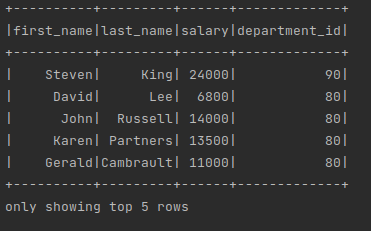 +----------+---------+------+-------------+
|first_name|last_name|salary|department_id|
+----------+---------+------+-------------+
|    Steven|     King| 24000|           90|
|     David|      Lee|  6800|           80|
|      John|  Russell| 14000|           80|
|     Karen| Partners| 13500|           80|
|    Gerald|Cambrault| 11000|           80|
+----------+---------+------+-------------+
only showing top 5 rows